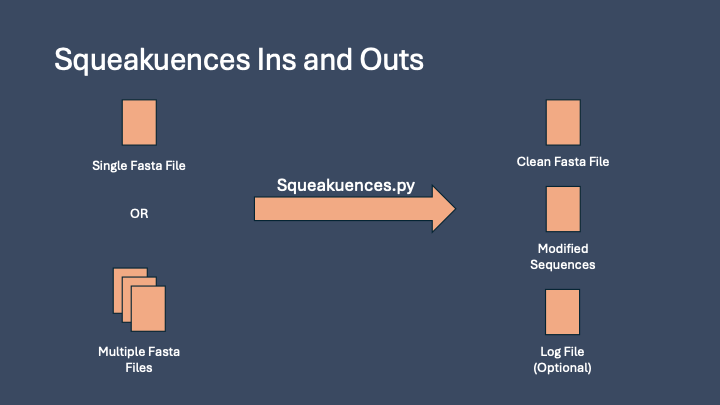 Squeakuences Ins and Outs
Single Fasta File
OR
Multiple Fasta
Files
Squeakuences.py
Clean Fasta File
Modified
Sequences
Log File
(Optional)